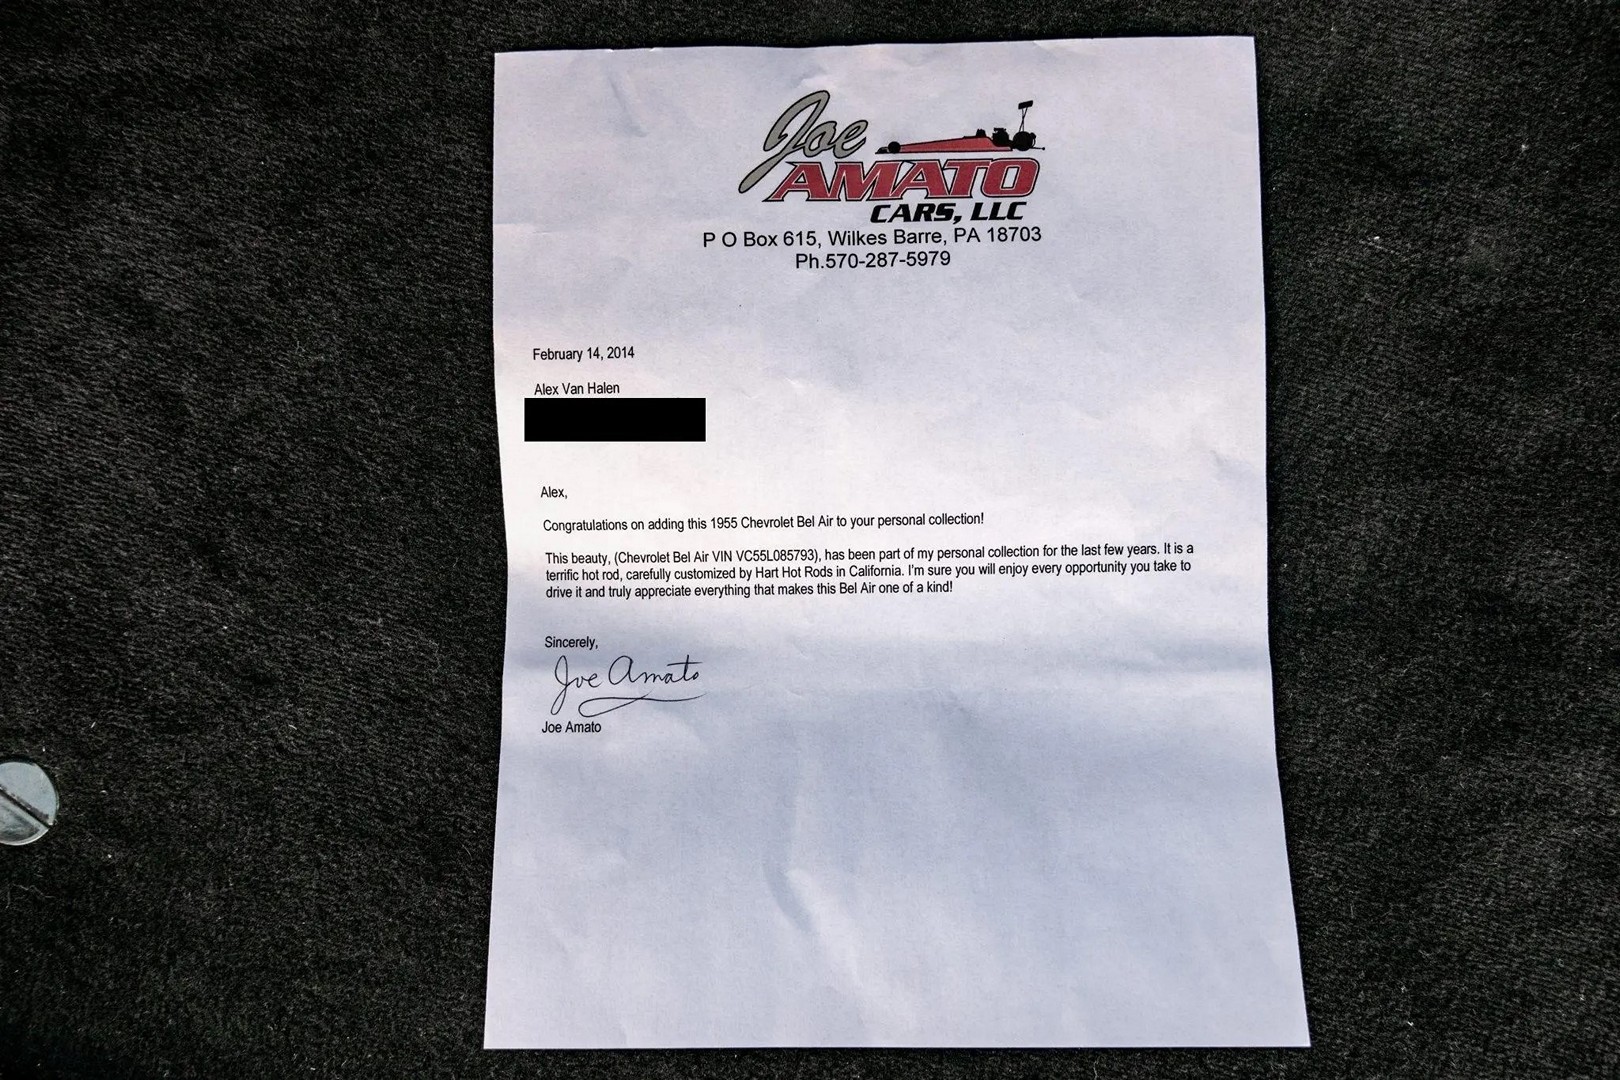 Joe
AMATO
CARS, LLC
P O Box 615, Wilkes Barre, PA 18703
Ph.570-287-5979
February 14, 2014
Alex Van Halen
Alex,
Congratulations on adding this 1955 Chevrolet Bel Air to your personal collection!
This beauty, (Chevrolet Bel Air VIN VC55L085793), has been part of my personal collection for the last few years. It is a
terrific hot rod, carefully customized by Hart Hot Rods in California. I'm sure you will enjoy every opportunity you take to
drive it and truly appreciate everything that makes this Bel Air one of a kind!
Sincerely,
Joe Amato
Joe Amato